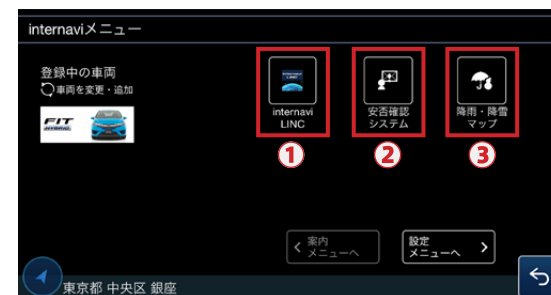 internaviメニュー
登録中の車両
車両を変更・追加
FIT
HYBRID
internavi
LINC
internavi
LINC
安否確認
システム
降雨・降雪
マップ
1
2
3
案内
メニューへ
設定
メニューへ
東京都 中央区 銀座